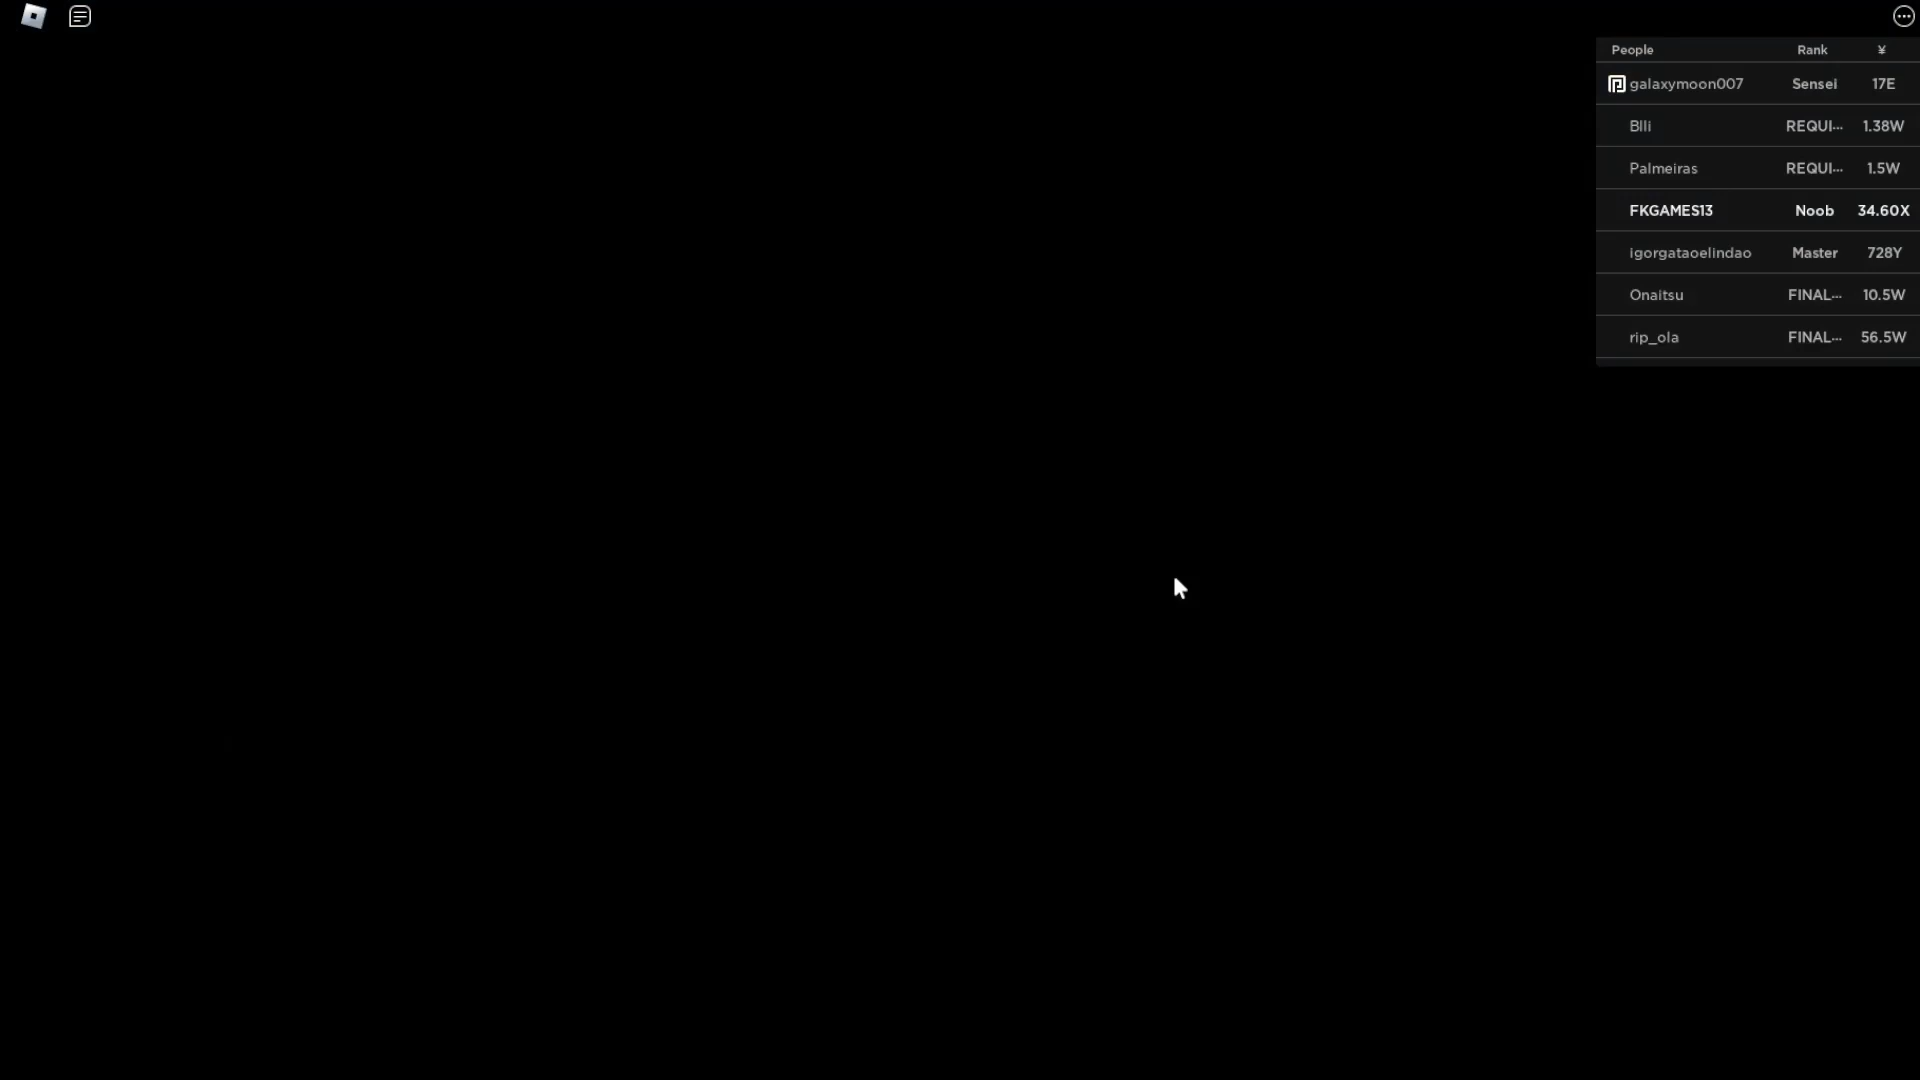 People Rank ¥
galaxymoon007 Sensei 17E
Blli REQUI... 1.38W
Palmeiras REQUI... 1.5W
FKGAMES13 Noob 34.60X
igorgataoelindao Master 728Y
Onaitsu FINAL... 10.5W
rip_ola FINAL... 56.5W